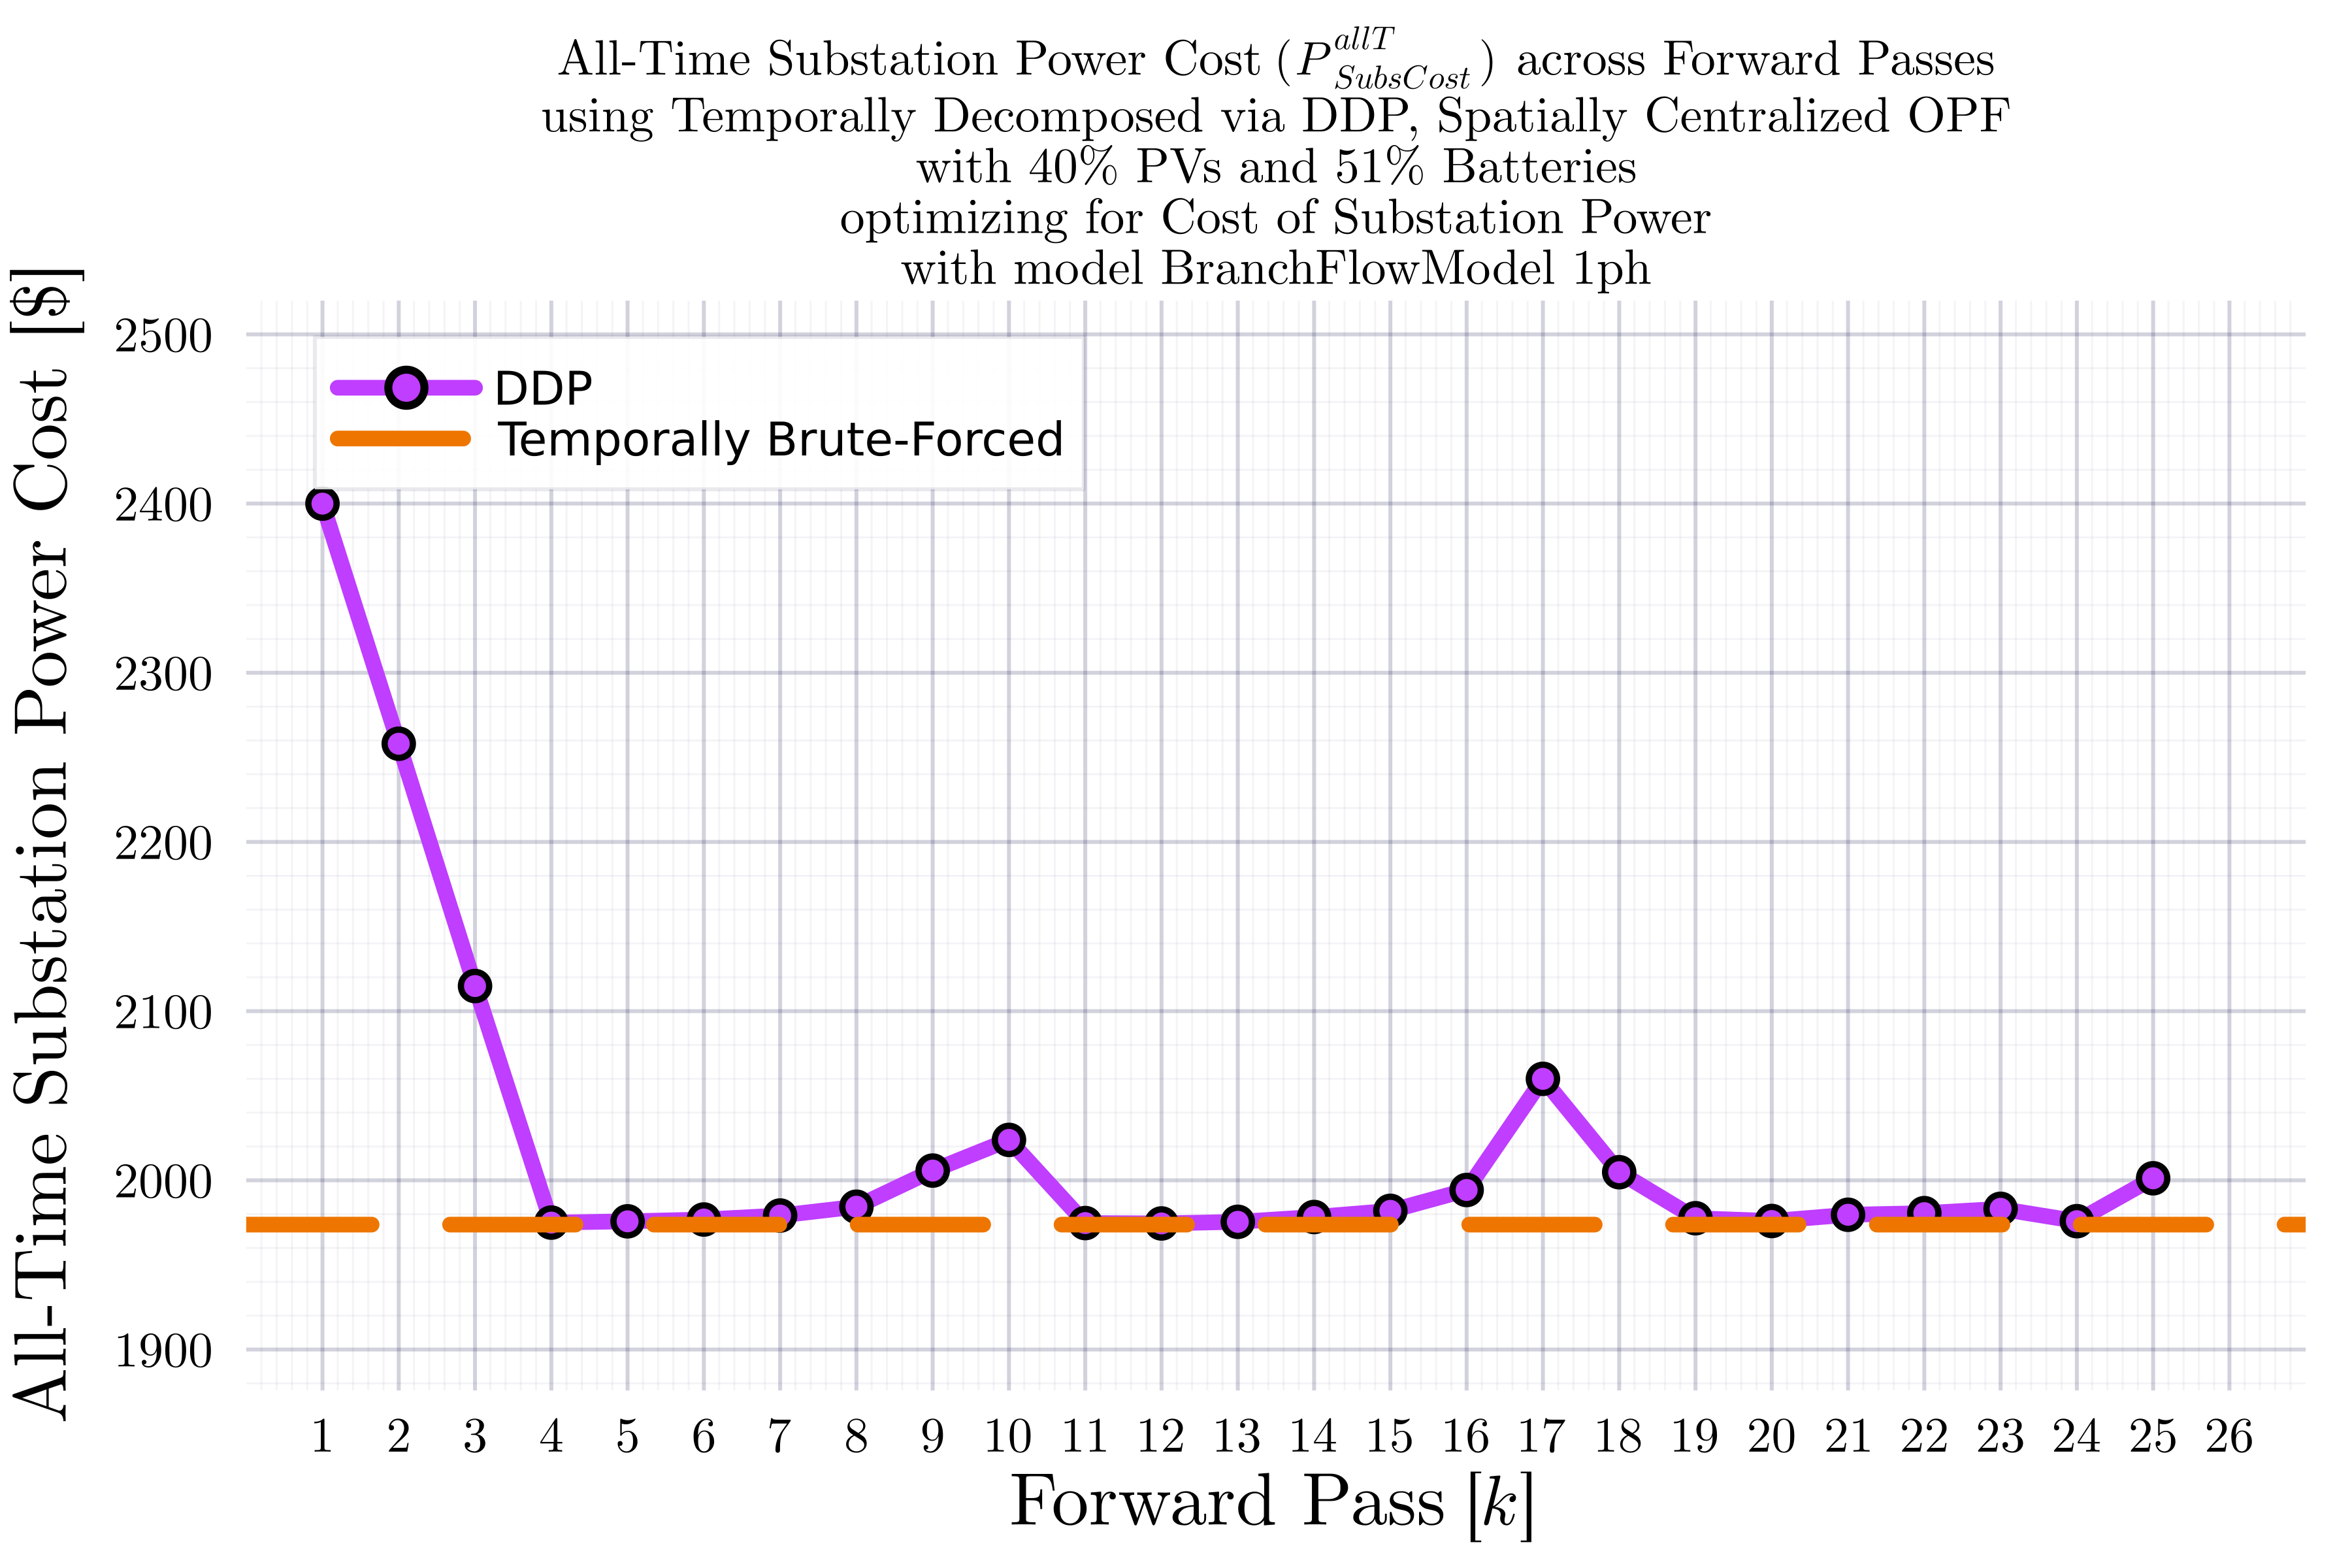 All-Time Substation Power Cost (P^{allT}_{SubsCost}) across Forward Passes
using Temporally Decomposed via DDP, Spatially Centralized OPF
with 40% PVs and 51% Batteries
optimizing for Cost of Substation Power
with model BranchFlowModel 1ph
All-Time Substation Power Cost [$]
2500
2400
2300
2200
2100
2000
1900
DDP
Temporally Brute-Forced
1 2 3 4 5 6 7 8 9 10 11 12 13 14 15 16 17 18 19 20 21 22 23 24 25 26
Forward Pass [k]